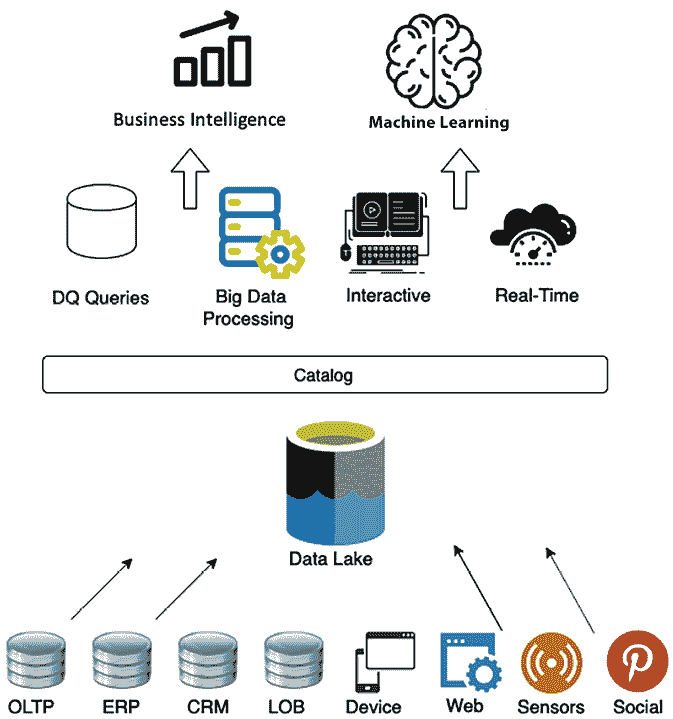 Business Intelligence
Machine Learning
DQ Queries
Big Data
Processing
Interactive
Real-Time
Catalog
Data Lake
OLTP
ERP
CRM
LOB
Device
Web
Sensors
Social